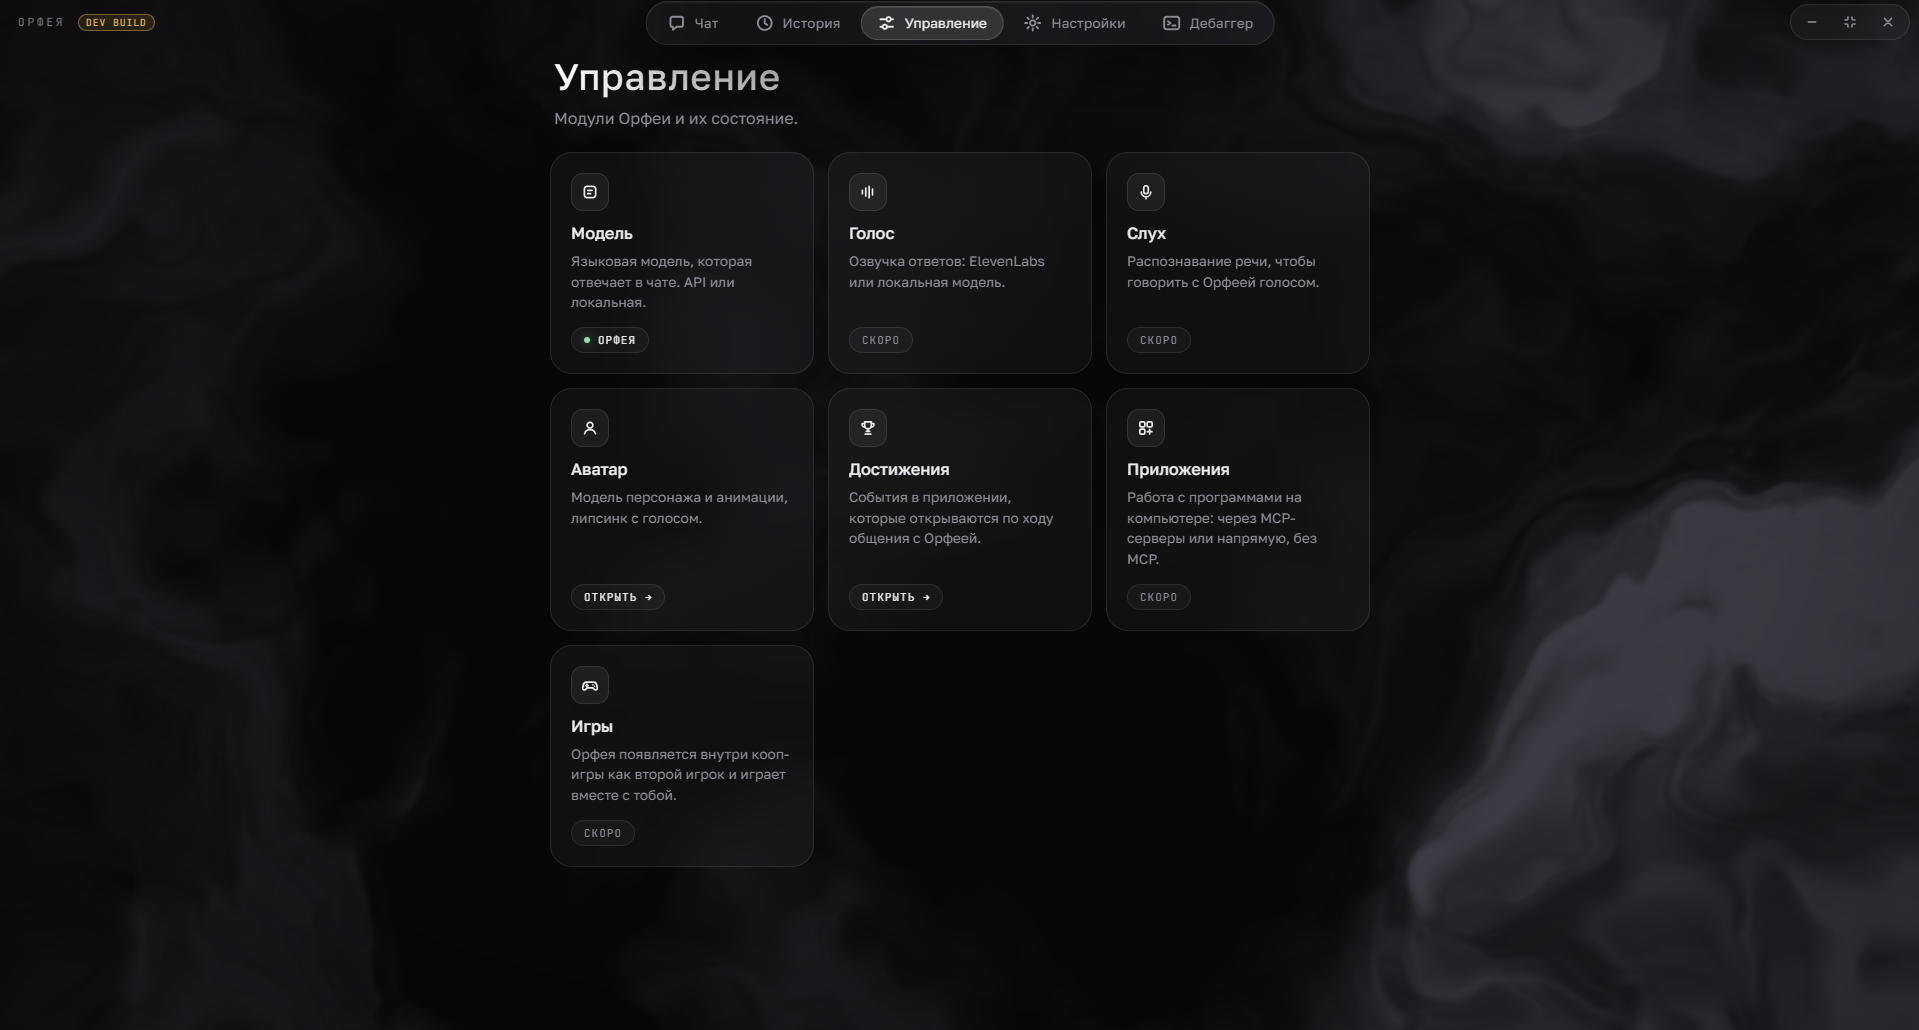 ОРФЕЯ DEV BUILD
Чат История Управление Настройки Дебаггер
Управление
Модули Орфеи и их состояние.
Модель
Языковая модель, которая
отвечает в чате. API или
локальная.
ОРФЕЯ
Голос
Озвучка ответов: ElevenLabs
или локальная модель.
СКОРО
Слух
Распознавание речи, чтобы
говорить с Орфеей голосом.
СКОРО
Аватар
Модель персонажа и анимации,
липсинк с голосом.
ОТКРЫТЬ →
Достижения
События в приложении,
которые открываются по ходу
общения с Орфеей.
ОТКРЫТЬ →
Приложения
Работа с программами на
компьютере: через MCP-
серверы или напрямую, без
MCP.
СКОРО
Игры
Орфея появляется внутри кооп-
игры как второй игрок и играет
вместе с тобой.
СКОРО